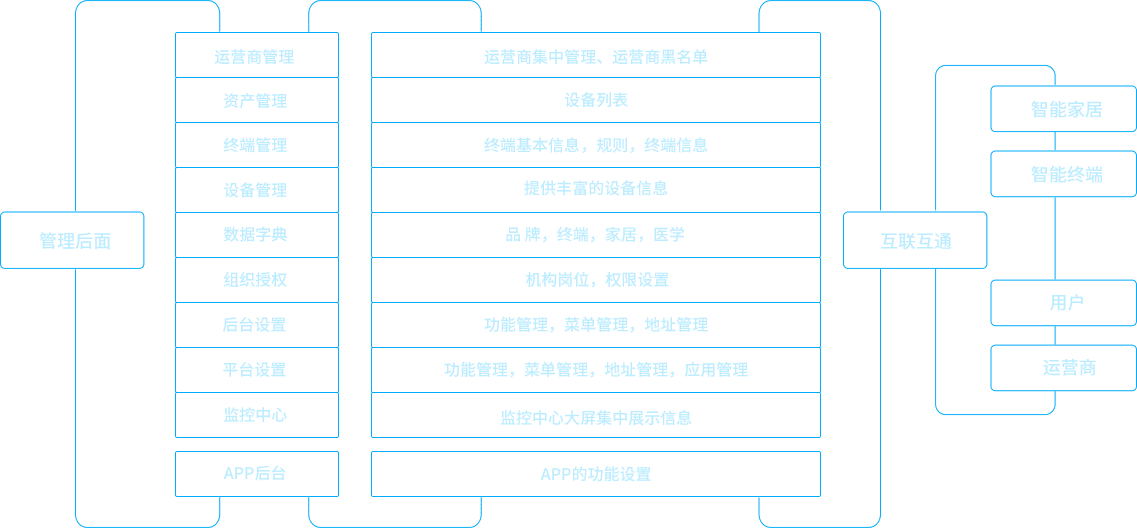 管理后面
运营商管理
运营商集中管理、运营商黑名单
资产管理
设备列表
终端管理
终端基本信息，规则，终端信息
设备管理
提供丰富的设备信息
数据字典
品 牌，终端，家居，医学
组织授权
机构岗位，权限设置
后台设置
功能管理，菜单管理，地址管理
平台设置
功能管理，菜单管理，地址管理，应用管理
监控中心
监控中心大屏集中展示信息
APP后台
APP的功能设置
互联互通
智能家居
智能终端
用户
运营商